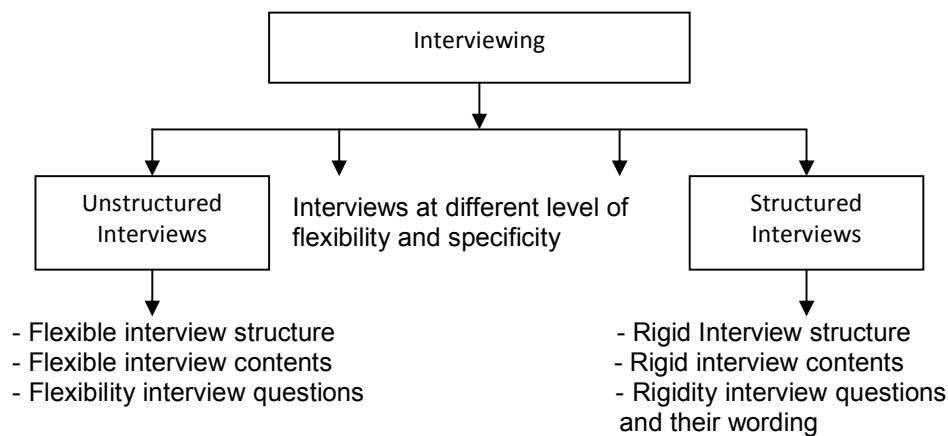 Interviewing
Unstructured
Interviews
Interviews at different level of
flexibility and specificity
Structured
Interviews
- Flexible interview structure
- Flexible interview contents
- Flexibility interview questions
- Rigid Interview structure
- Rigid interview contents
- Rigidity interview questions
and their wording